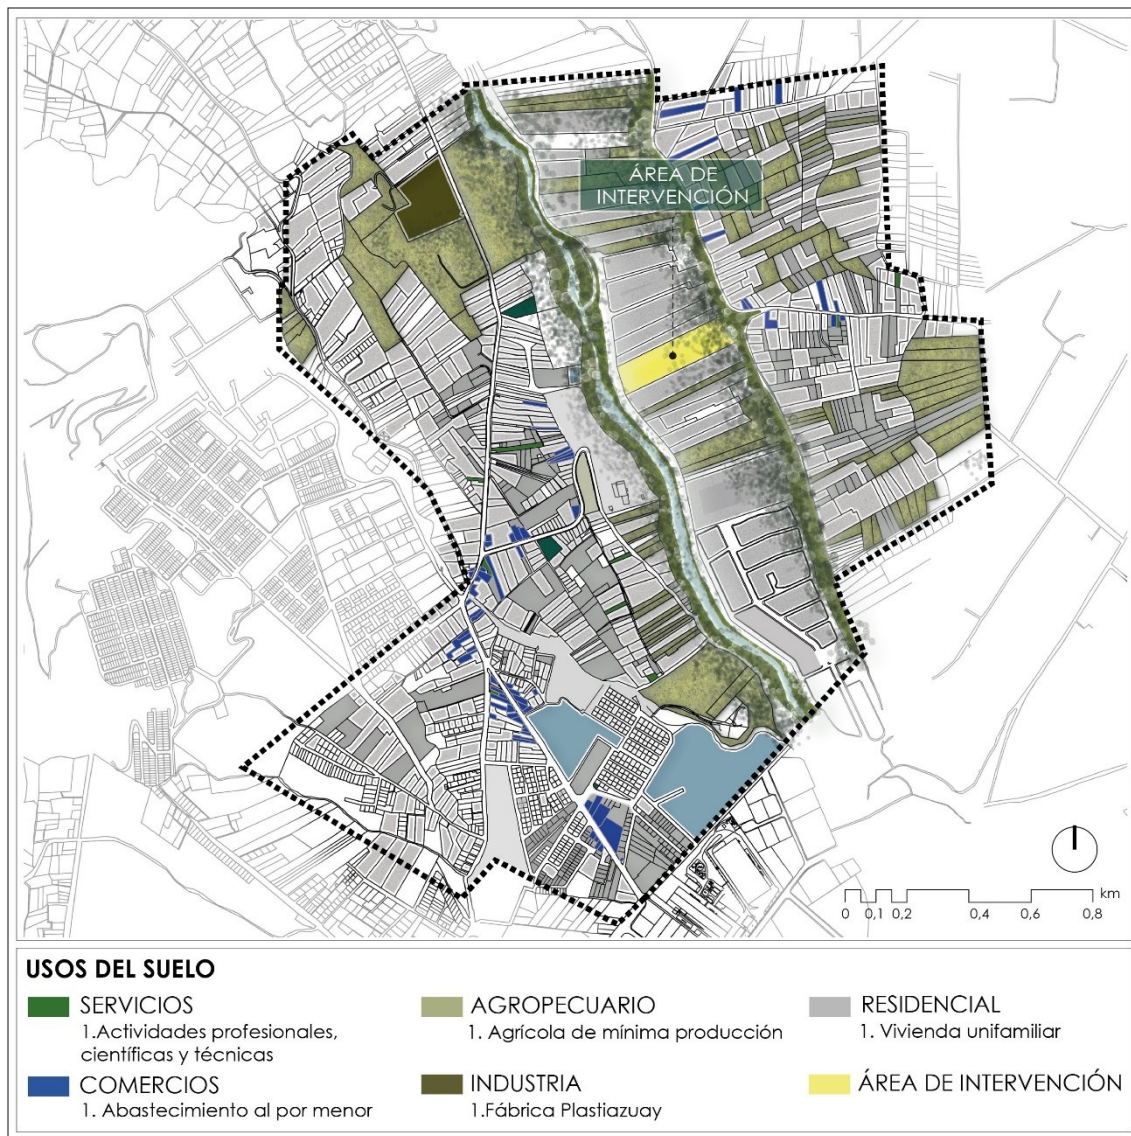 ÁREA DE
INTERVENCIÓN
km
0 0,1 0,2 0,4 0,6 0,8
USOS DEL SUELO
SERVICIOS
1.Actividades profesionales,
científicas y técnicas
COMERCIOS
1. Abastecimiento al por menor
AGROPECUARIO
1. Agrícola de mínima producción
INDUSTRIA
1.Fábrica Plastiazuay
RESIDENCIAL
1. Vivienda unifamiliar
ÁREA DE INTERVENCIÓN